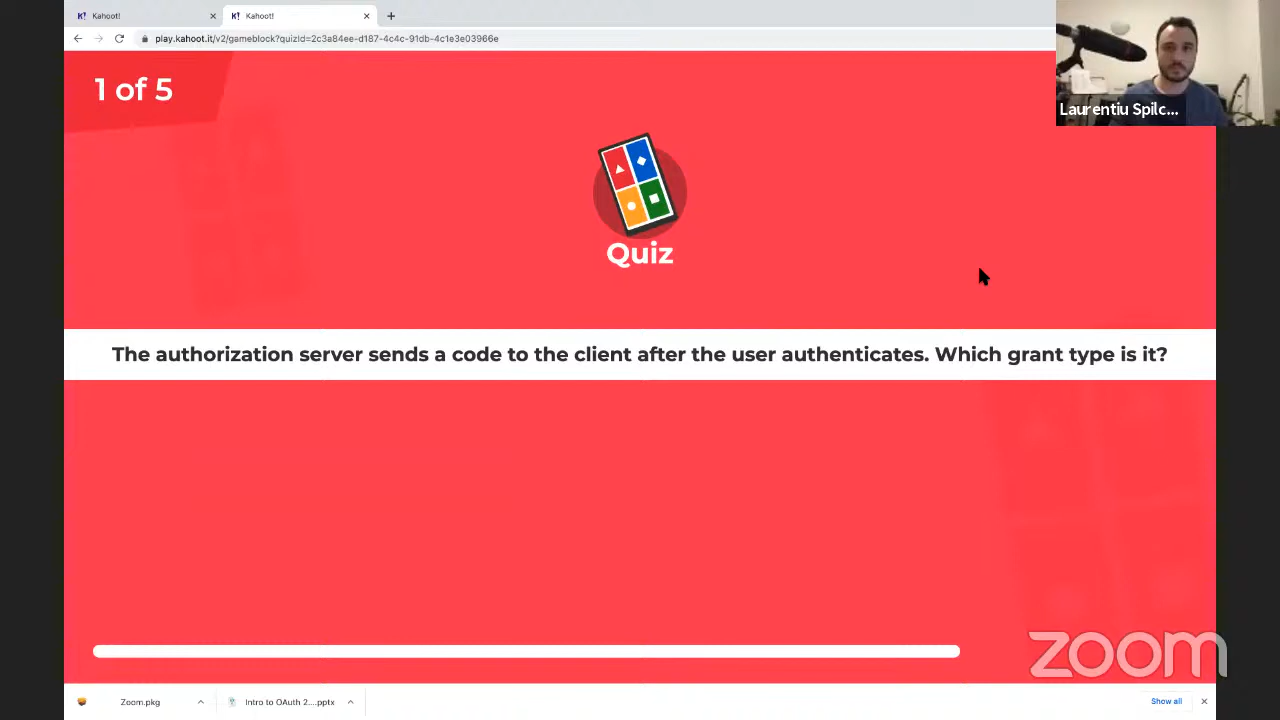 Kahoot!
Kahoot!
play.kahoot.it/v2/gameblock?quizId=2c3a84ee-d187-4c4c-91db-4c1e3e03966e
1 of 5
Laurentiu Spilc...
Quiz
The authorization server sends a code to the client after the user authenticates. Which grant type is it?
zoom
Zoom.pkg
Intro to OAuth 2....pptx
Show all